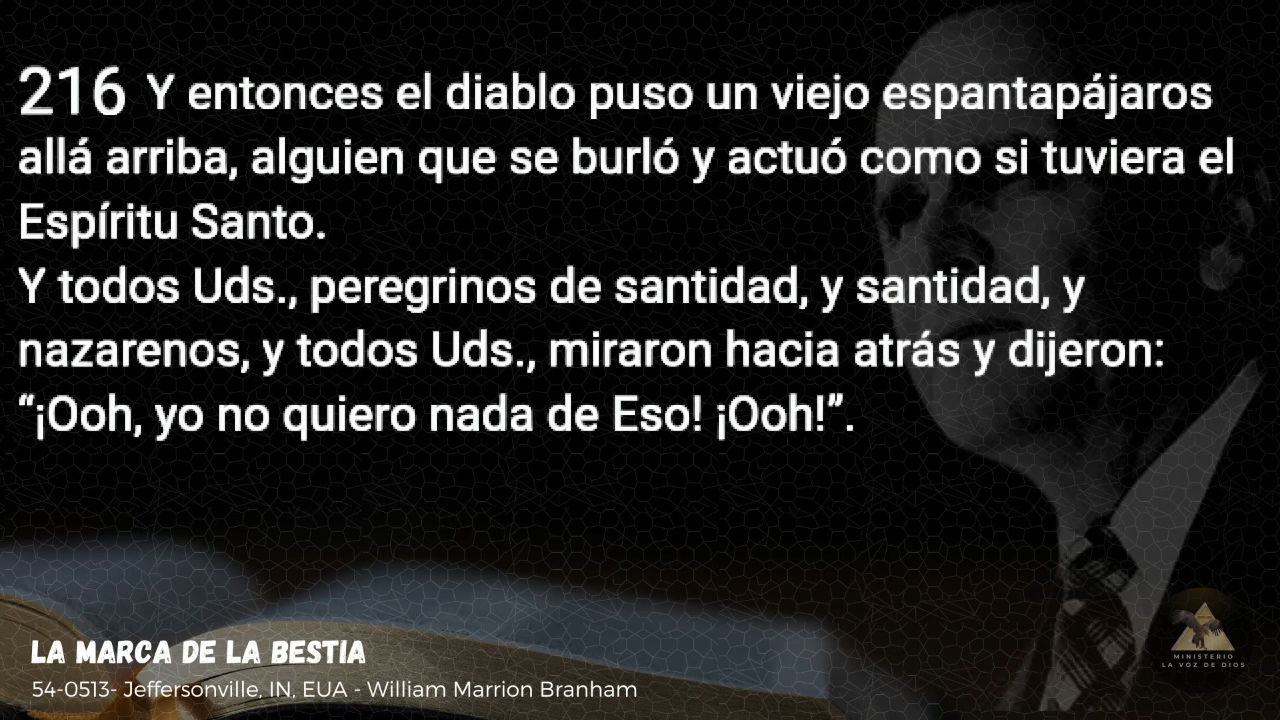 216 Y entonces el diablo puso un viejo espantapájaros
allá arriba, alguien que se burló y actuó como si tuviera el
Espíritu Santo.
Y todos Uds., peregrinos de santidad, y santidad, y
nazarenos, y todos Uds., miraron hacia atrás y dijeron:
“¡Ooh, yo no quiero nada de Eso! ¡Ooh!”.
LA MARCA DE LA BESTIA
54-0513- Jeffersonville, IN, EUA - William Marrion Branham
MINISTERIO
LA VOZ DE DIOS